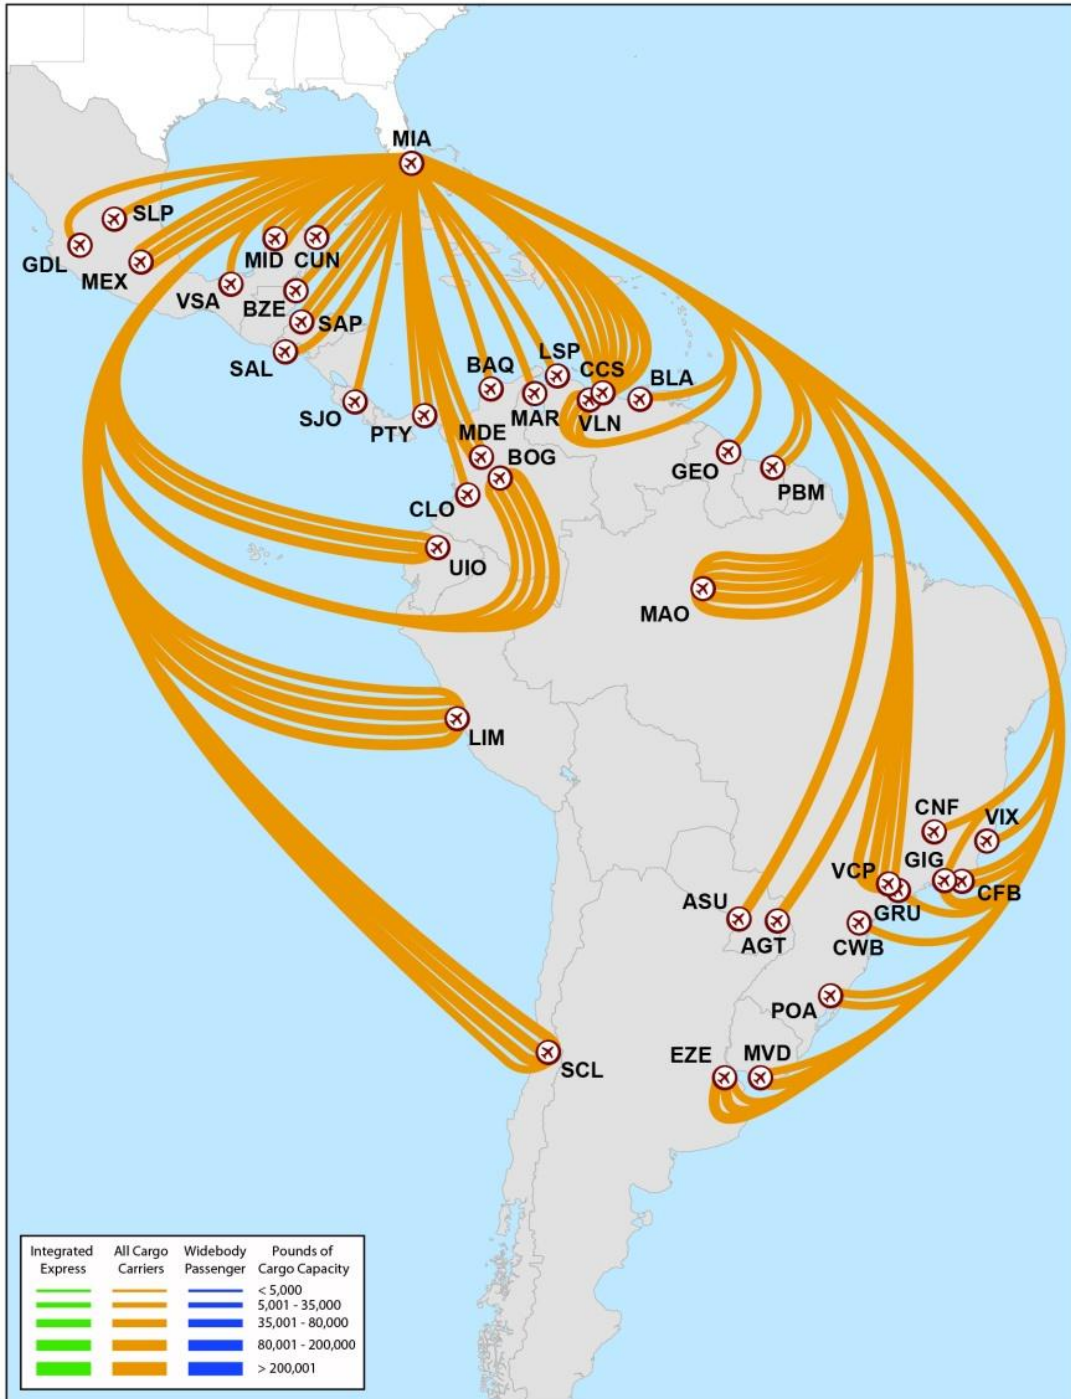 MIA
SLP
GDL
MEX
MID
CUN
VSA
BZE
SAP
SAL
SJO
PTY
BAQ
LSP
CCS
BLA
MAR
VLN
MDE
BOG
CLO
GEO
PBM
UIO
MAO
LIM
CNF
VIX
VCP
GIG
CFB
GRU
ASU
AGT
CWB
POA
EZE
MVD
SCL
Integrated Express
All Cargo Carriers
Widebody Passenger
Pounds of Cargo Capacity
< 5,000
5,001 - 35,000
35,001 - 80,000
80,001 - 200,000
> 200,001